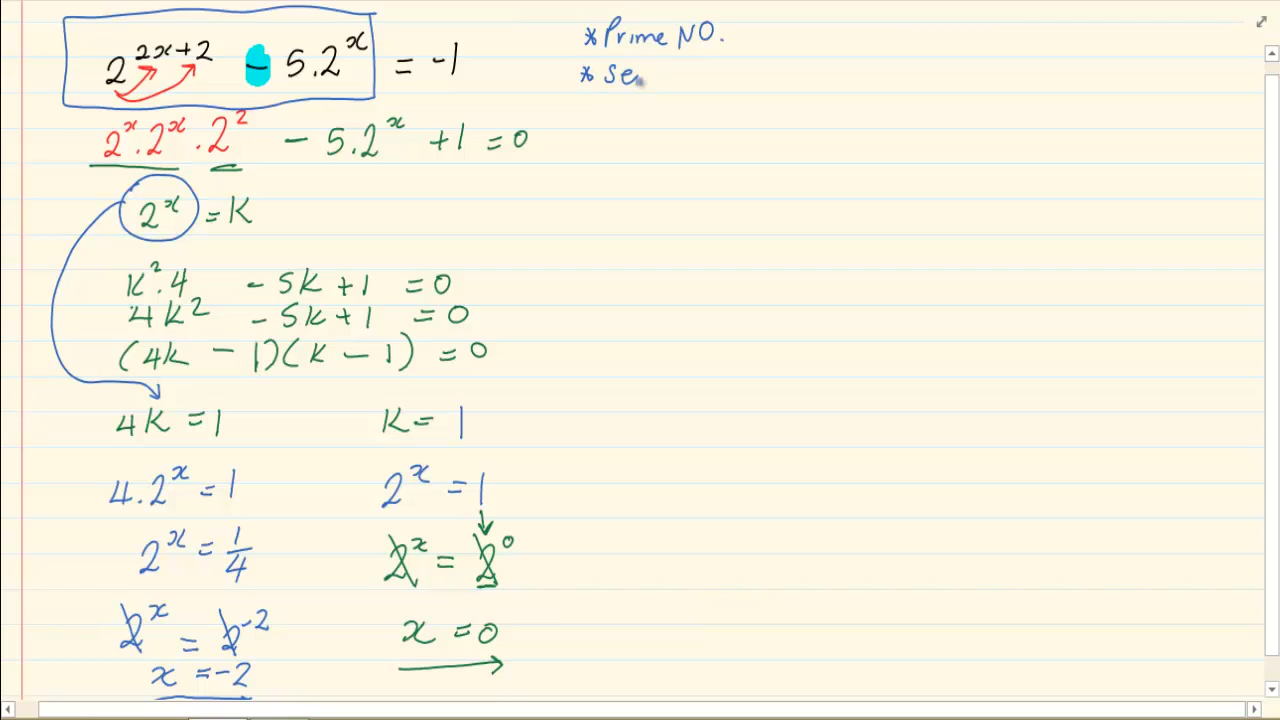 2^{2x+2} - 5.2^x = -1
* Prime NO.
* Se
2^x.2^x.2^2 - 5.2^x +1 =0
2^x = K
K^2.4 - 5K +1 =0
4K^2 - 5K +1 =0
(4K - 1)(K - 1) =0
4K =1 K = 1
4.2^x =1 2^x =1
2^x = 1/4 2^x = 2^0
2^x = 2^{-2} x =0
x =-2